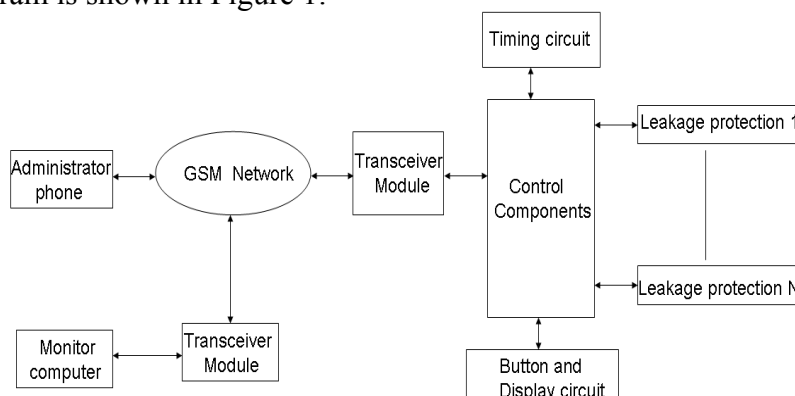 is shown in Figure 1.
Timing circuit
Leakage protection 1
Administrator
phone
GSM Network
Transceiver
Module
Control
Components
Leakage protection N
Monitor
computer
Transceiver
Module
Button and
Display circuit